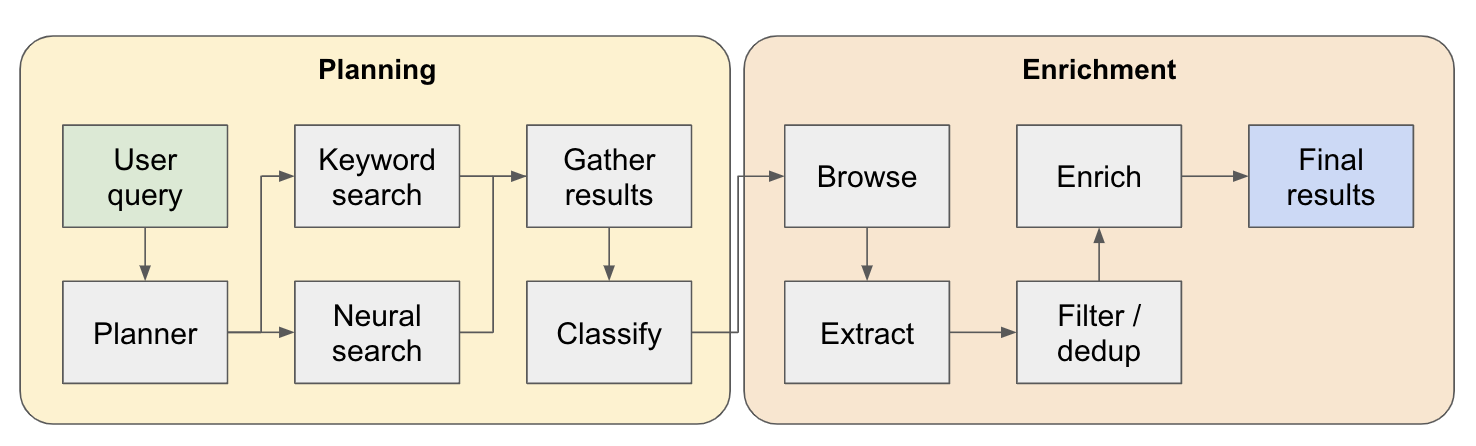 Planning
User
query
Planner
Keyword
search
Neural
search
Gather
results
Classify
Enrichment
Browse
Extract
Filter /
dedup
Enrich
Final
results